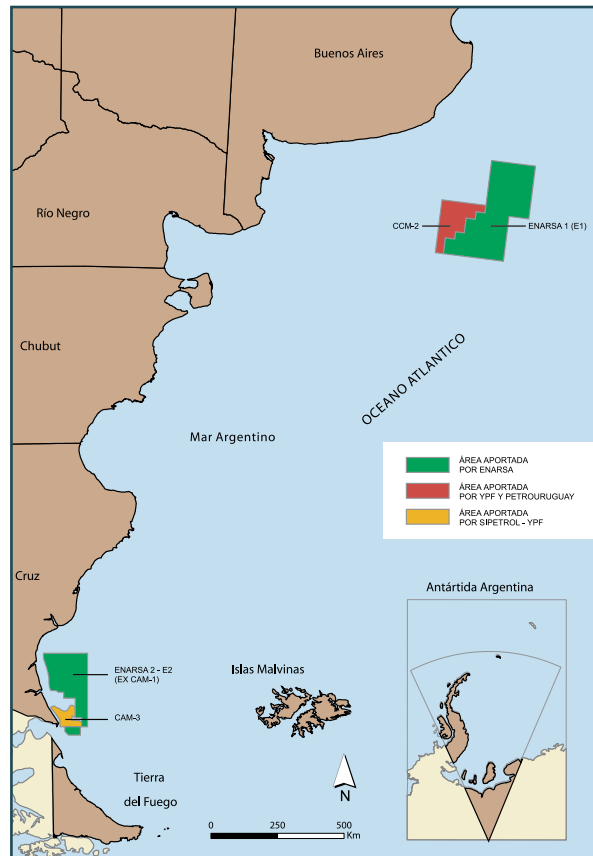 Buenos Aires
Río Negro
CCM-2
ENARSA 1 (E1)
Chubut
OCEANO ATLANTICO
Mar Argentino
ÁREA APORTADA
POR ENARSA
ÁREA APORTADA
POR YPF Y PETROURUGUAY
ÁREA APORTADA
POR SIPETROL - YPF
Cruz
Antártida Argentina
ENARSA 2 - E2
(EX CAM-1)
Islas Malvinas
CAM-3
Tierra
del Fuego
N
0 250 500
Km